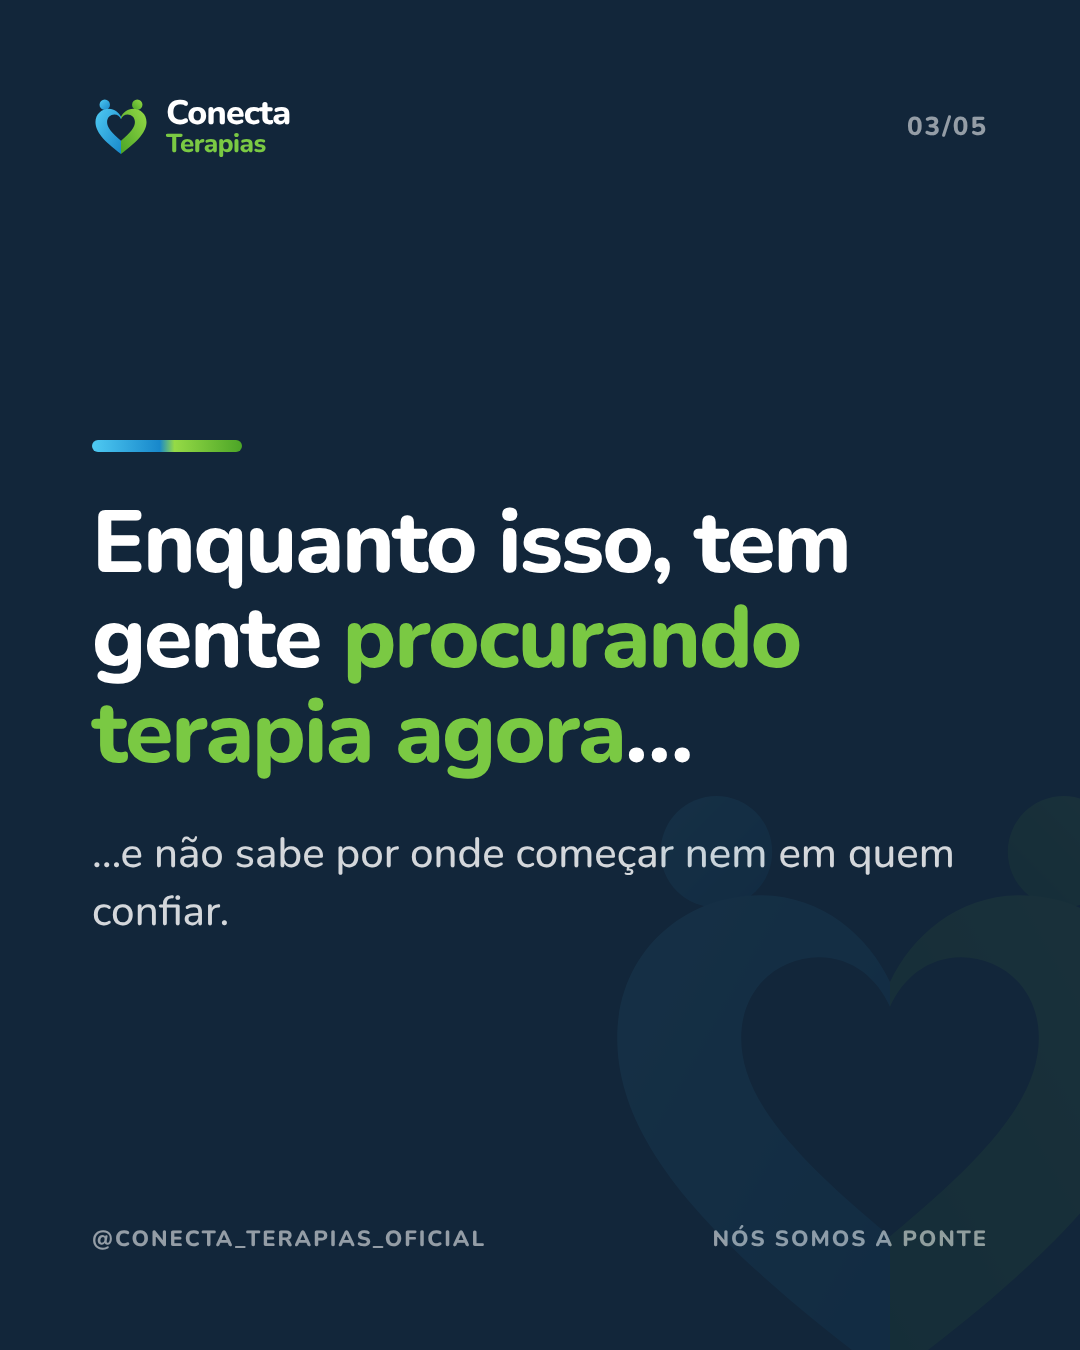 Conecta
Terapias
03/05
Enquanto isso, tem
gente procurando
terapia agora...
...e não sabe por onde começar nem em quem
confiar.
@CONECTA_TERAPIAS_OFICIAL
NÓS SOMOS A PONTE